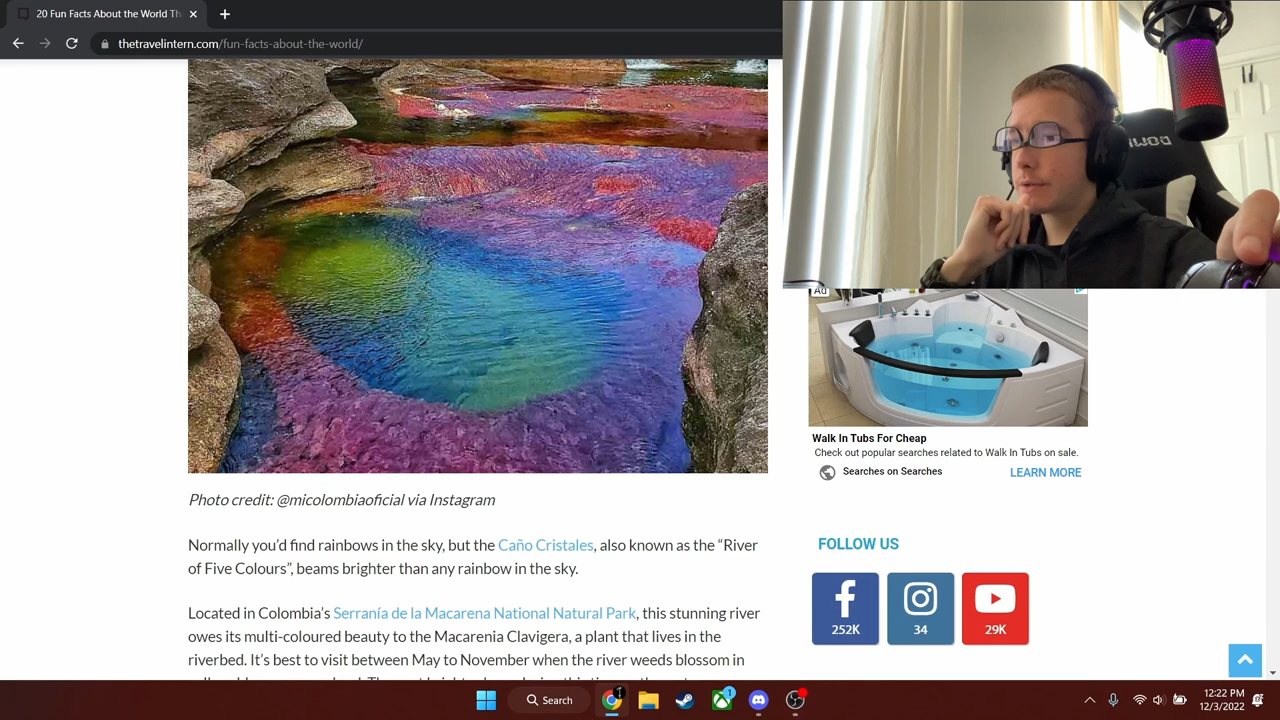 20 Fun Facts About the World Th
thetravelintern.com/fun-facts-about-the-world/
Photo credit: @micolombiaoficial via Instagram
Normally you’d find rainbows in the sky, but the Caño Cristales, also known as the “River
of Five Colours”, beams brighter than any rainbow in the sky.
Located in Colombia’s Serranía de la Macarena National Natural Park, this stunning river
owes its multi-coloured beauty to the Macarenia Clavigera, a plant that lives in the
riverbed. It’s best to visit between May to November when the river weeds blossom in
Ad
Walk In Tubs For Cheap
Check out popular searches related to Walk In Tubs on sale.
Searches on Searches
LEARN MORE
FOLLOW US
252K
34
29K
Search
1
1
12:22 PM
12/3/2022